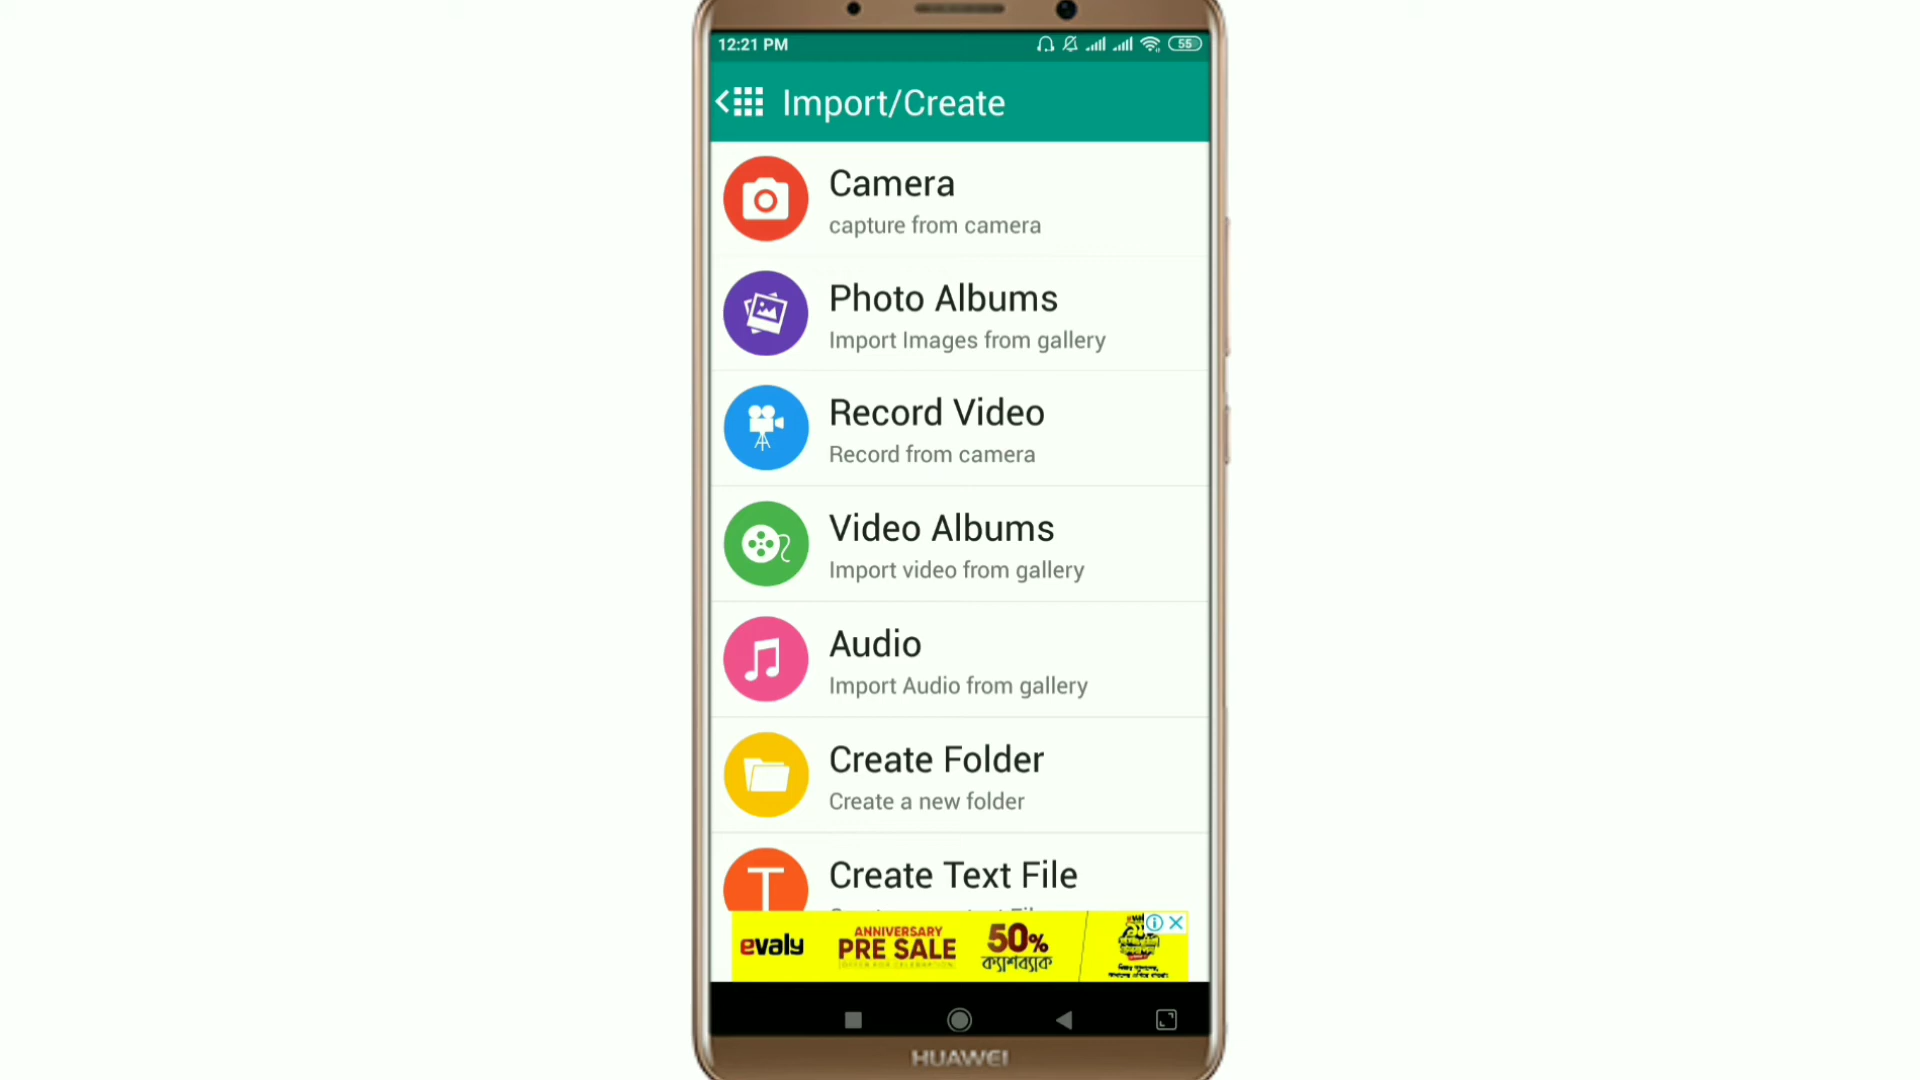 12:21 PM
55
Import/Create
Camera
capture from camera
Photo Albums
Import Images from gallery
Record Video
Record from camera
Video Albums
Import video from gallery
Audio
Import Audio from gallery
Create Folder
Create a new folder
Create Text File
evaly
ANNIVERSARY
PRE SALE
50%
ক্যাশব্যাক
HUAWEI